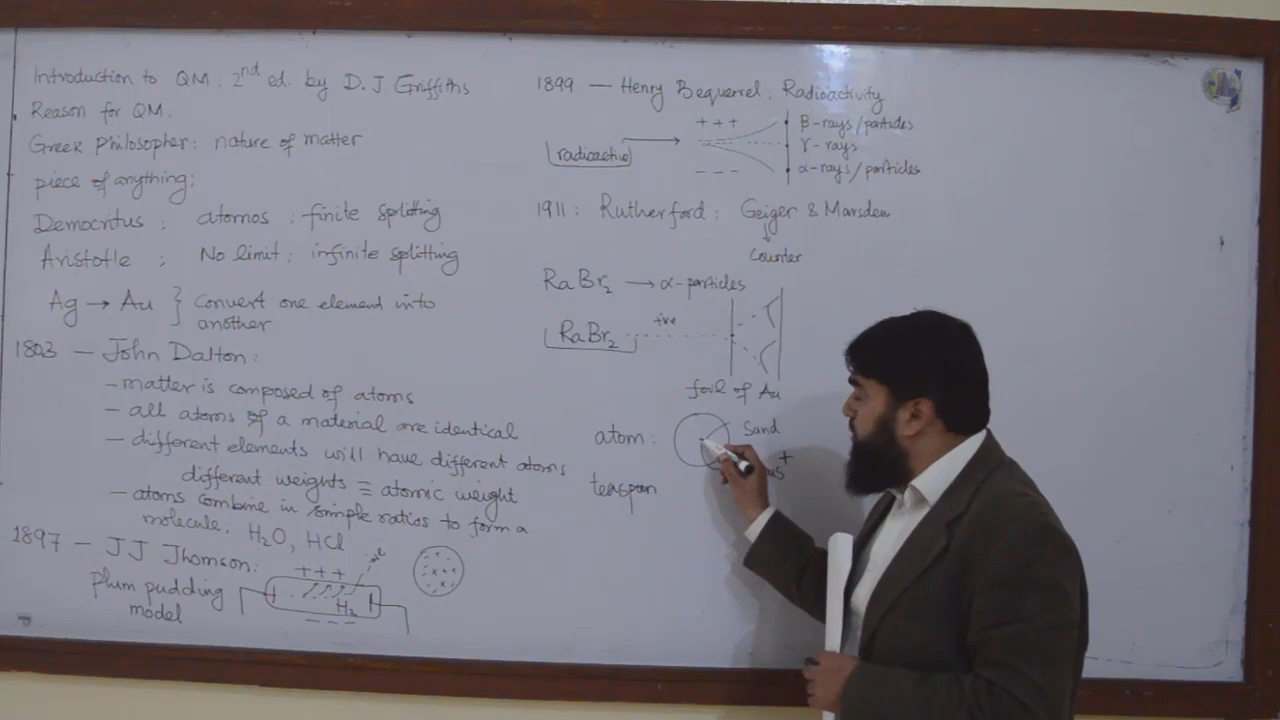 Introduction to QM. 2nd ed. by D. J. Griffiths
Reason for QM:
Greek Philosopher: nature of matter
piece of anything:
Democritus : atomos : finite splitting
Aristotle : No limit : infinite splitting
Ag → Au } Convert one element into
another
1803 — John Dalton:
- matter is composed of atoms
- all atoms of a material are identical
- different elements will have different atoms
different weights ≡ atomic weight
- atoms combine in simple ratios to form a
molecule, H2O, HCl
1897 — JJ Thomson:
Plum pudding
model
+ + +
H2
- - -
1899 — Henry Bequerel. Radioactivity
+ + +
β-rays/particles
radioactive
γ-rays
- - -
α-rays/particles
1911: Rutherford: Geiger & Marsden
Counter
RaBr2 → α-particles
RaBr2
+ive
foil of Au
atom:
Sand
+
teaspon